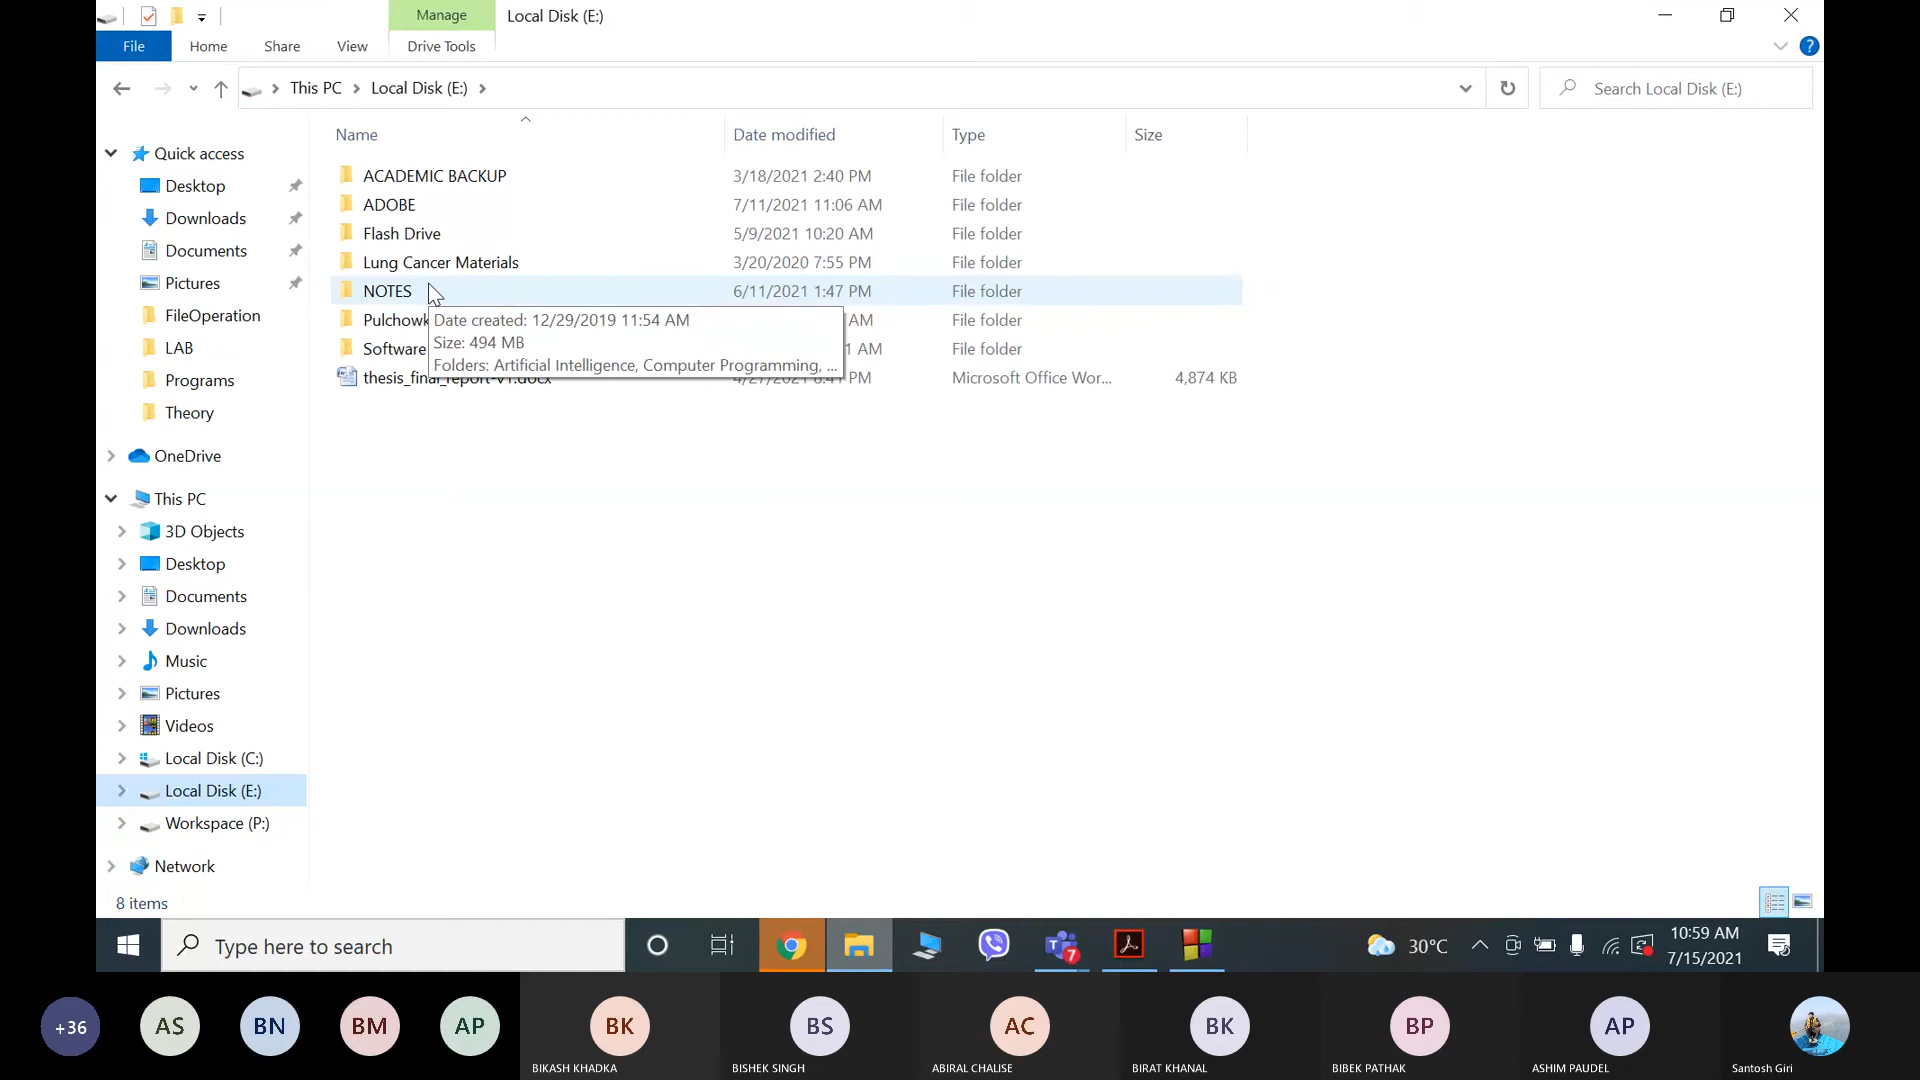 Manage
Local Disk (E:)
File
Home
Share
View
Drive Tools
This PC
Local Disk (E:)
Search Local Disk (E:)
Name
Date modified
Type
Size
Quick access
Desktop
Downloads
Documents
Pictures
FileOperation
LAB
Programs
Theory
OneDrive
This PC
3D Objects
Desktop
Documents
Downloads
Music
Pictures
Videos
Local Disk (C:)
Local Disk (E:)
Workspace (P:)
Network
ACADEMIC BACKUP 3/18/2021 2:40 PM File folder
ADOBE 7/11/2021 11:06 AM File folder
Flash Drive 5/9/2021 10:20 AM File folder
Lung Cancer Materials 3/20/2020 7:55 PM File folder
NOTES 6/11/2021 1:47 PM File folder
Pulchowk AM File folder
Software AM File folder
PM Microsoft Office Wor... 4,874 KB
Date created: 12/29/2019 11:54 AM
Size: 494 MB
Folders: Artificial Intelligence, Computer Programming, ...
8 items
Type here to search
7
30°C
10:59 AM
7/15/2021
+36
AS
BN
BM
AP
BK
BIKASH KHADKA
BS
BISHEK SINGH
AC
ABIRAL CHALISE
BK
BIRAT KHANAL
BP
BIBEK PATHAK
AP
ASHIM PAUDEL
Santosh Giri